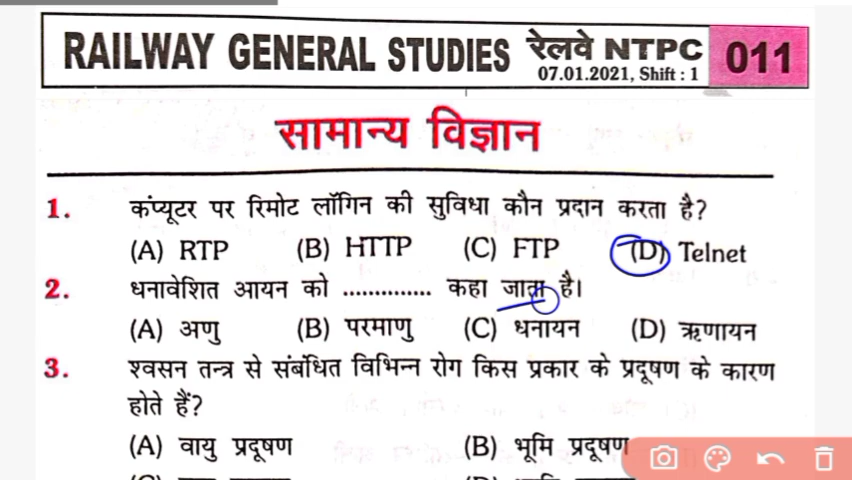 RAILWAY GENERAL STUDIES रेलवे NTPC 011
07.01.2021, Shift : 1
सामान्य विज्ञान
1. कंप्यूटर पर रिमोट लॉगिन की सुविधा कौन प्रदान करता है?
(A) RTP (B) HTTP (C) FTP (D) Telnet
2. धनावेशित आयन को .............. कहा जाता है।
(A) अणु (B) परमाणु (C) धनायन (D) ऋणायन
3. श्वसन तन्त्र से संबंधित विभिन्न रोग किस प्रकार के प्रदूषण के कारण
होते हैं?
(A) वायु प्रदूषण (B) भूमि प्रदूषण